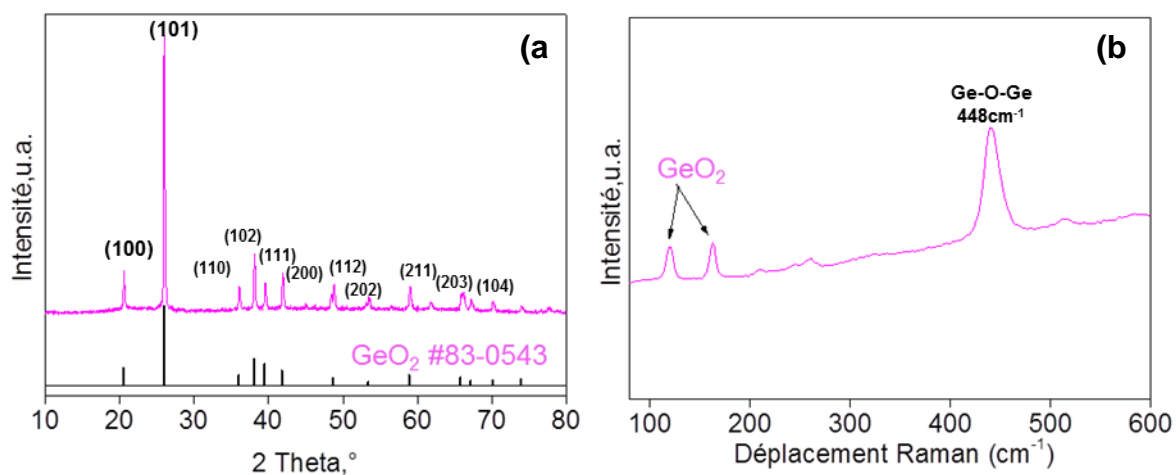 (a
(101)
(100)
(110)
(102)
(111)
(200)
(112)
(202)
(211)
(203)
(104)
GeO₂ #83-0543
Intensité,u.a.
10 20 30 40 50 60 70 80
2 Theta,°
(b
Ge-O-Ge
448cm⁻¹
GeO₂
Intensité,u.a.
100 200 300 400 500 600
Déplacement Raman (cm⁻¹)